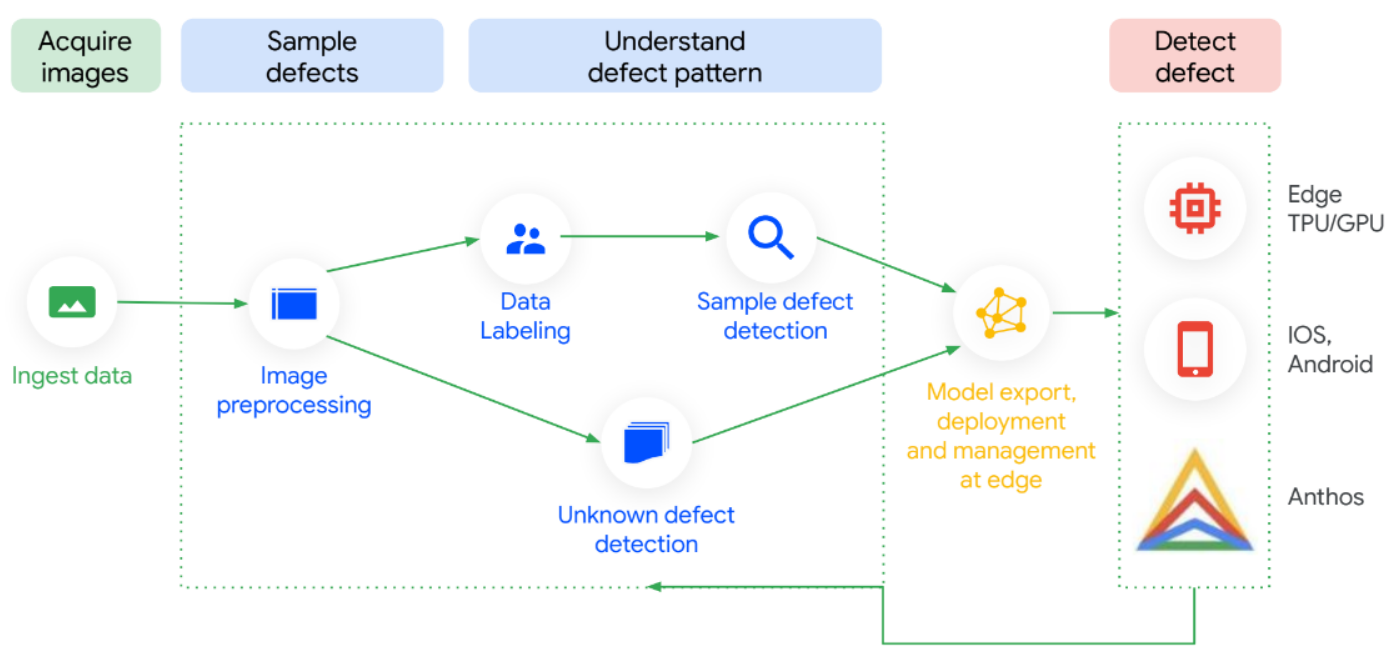 Acquire
images
Sample
defects
Understand
defect pattern
Detect
defect
Ingest data
Image
preprocessing
Data
Labeling
Sample defect
detection
Unknown defect
detection
Model export,
deployment
and management
at edge
Edge
TPU/GPU
IOS,
Android
Anthos